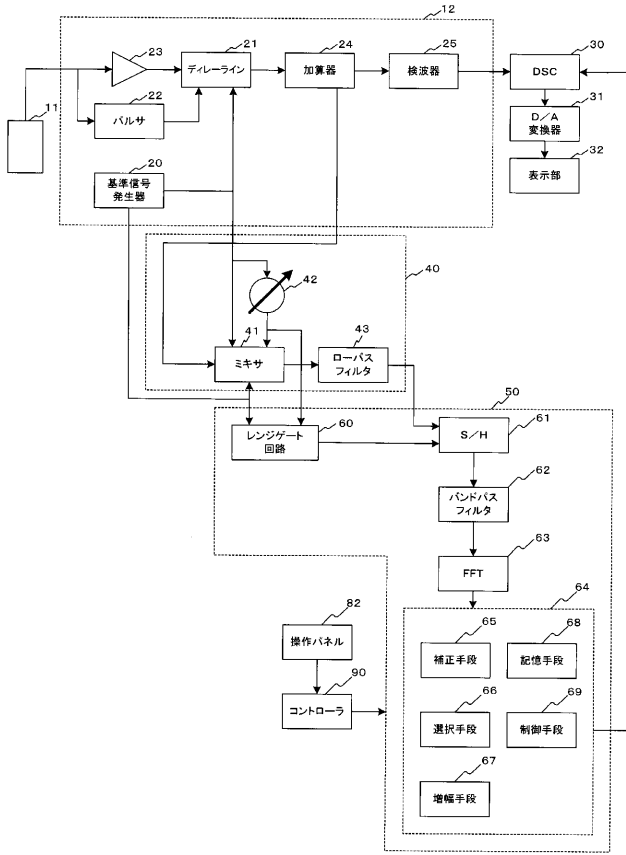 12
23
21
24
25
30
ディレーライン
加算器
検波器
DSC
11
22
パルサ
31
D/A
変換器
20
基準信号
発生器
32
表示部
40
42
41
ミキサ
43
ローパス
フィルタ
50
60
レンジゲート
回路
61
S/H
62
バンドパス
フィルタ
63
FFT
64
82
操作パネル
65
補正手段
68
記憶手段
90
コントローラ
66
選択手段
69
制御手段
67
増幅手段